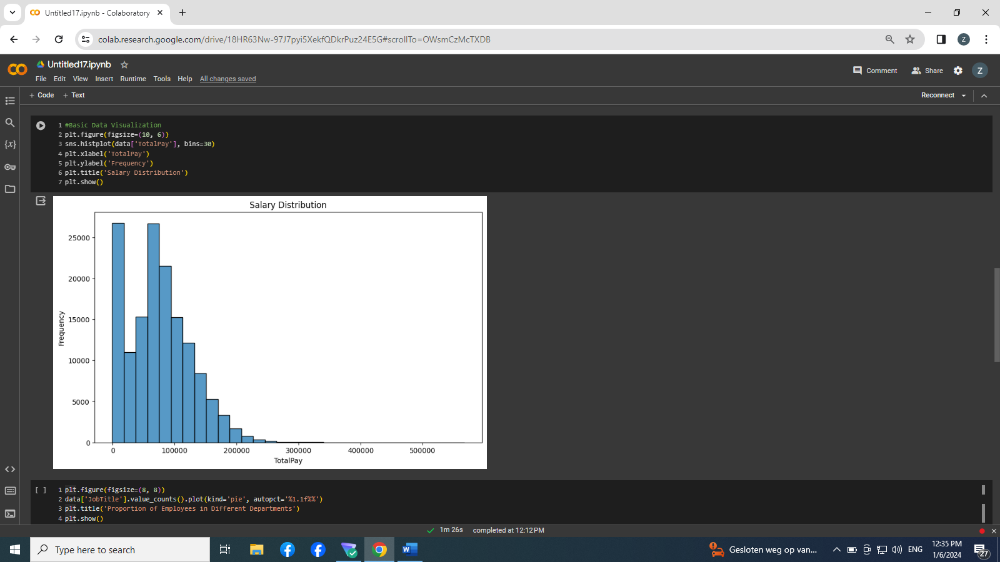 Untitled17.ipynb - Colaboratory
colab.research.google.com/drive/18HR63Nw-97J7pyi5XekfQDkrPuz24E5G#scrollTo=OWsmCzMcTXDB
Z
Untitled17.ipynb
File Edit View Insert Runtime Tools Help All changes saved
Comment Share Z
+ Code + Text
Reconnect
1 #Basic Data Visualization
2 plt.figure(figsize=(10, 6))
3 sns.histplot(data['TotalPay'], bins=30)
4 plt.xlabel('TotalPay')
5 plt.ylabel('Frequency')
6 plt.title('Salary Distribution')
7 plt.show()
Salary Distribution
25000
20000
15000
10000
5000
0
Frequency
0 100000 200000 300000 400000 500000
TotalPay
[ ] 1 plt.figure(figsize=(8, 8))
2 data['JobTitle'].value_counts().plot(kind='pie', autopct='%1.1f%%')
3 plt.title('Proportion of Employees in Different Departments')
4 plt.show()
1m 26s completed at 12:12 PM
Type here to search
Gesloten weg op van...
ENG
12:35 PM
1/6/2024
27